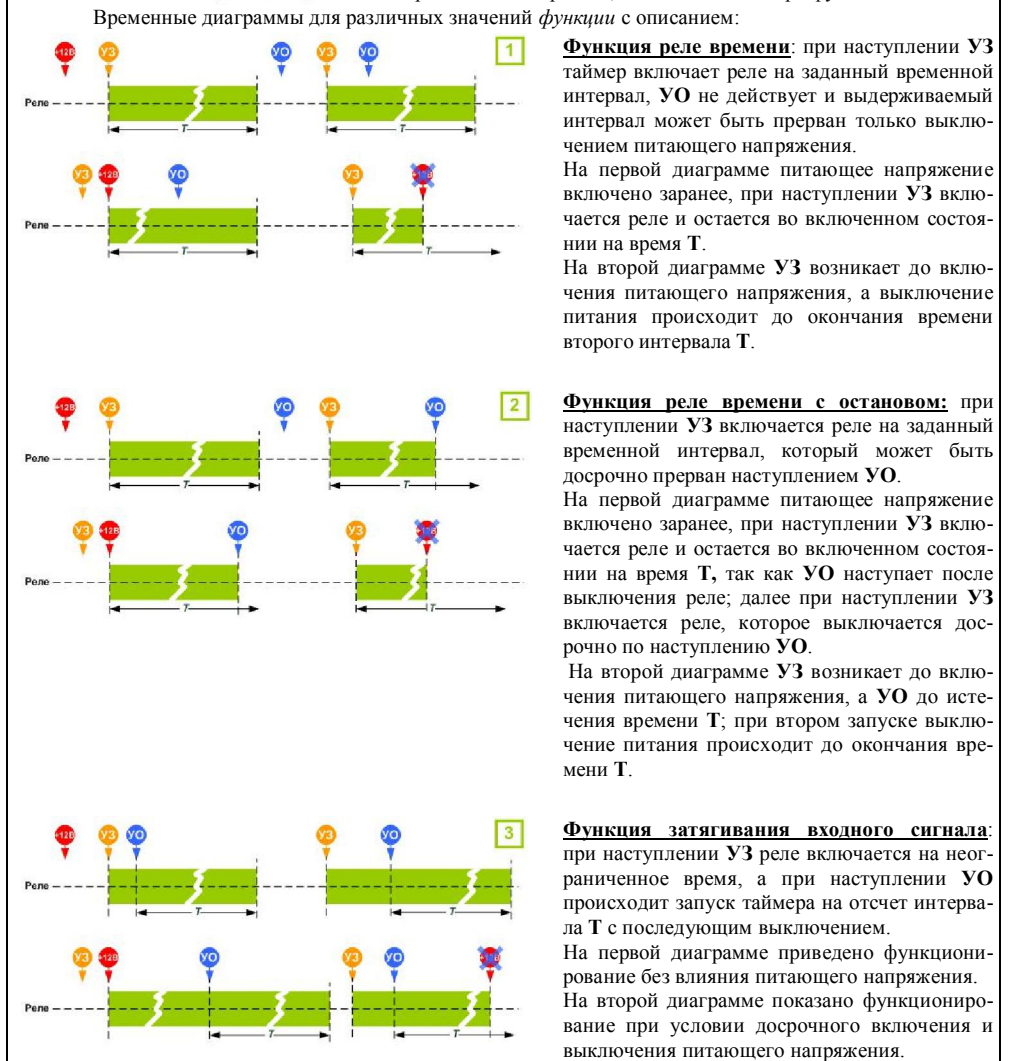 Временные диаграммы для различных значений функции с описанием:
+12В УЗ УО УЗ УО 1
Реле
T
УЗ +12В УО УЗ
Реле
T T
Функция реле времени: при наступлении УЗ
таймер включает реле на заданный временной
интервал, УО не действует и выдерживаемый
интервал может быть прерван только выклю-
чением питающего напряжения.
На первой диаграмме питающее напряжение
включено заранее, при наступлении УЗ вклю-
чается реле и остается во включенном состоя-
нии на время Т.
На второй диаграмме УЗ возникает до вклю-
чения питающего напряжения, а выключение
питания происходит до окончания времени
второго интервала Т.
+12В УЗ УО УЗ УО 2
Реле
T T
УЗ +12В УО УЗ
Реле
T T
Функция реле времени с остановом: при
наступлении УЗ включается реле на заданный
временной интервал, который может быть
досрочно прерван наступлением УО.
На первой диаграмме питающее напряжение
включено заранее, при наступлении УЗ вклю-
чается реле и остается во включенном состоя-
нии на время Т, так как УО наступает после
выключения реле; далее при наступлении УЗ
включается реле, которое выключается дос-
рочно по наступлению УО.
На второй диаграмме УЗ возникает до вклю-
чения питающего напряжения, а УО до исте-
чения времени Т; при втором запуске выклю-
чение питания происходит до окончания вре-
мени Т.
+12В УЗ УО УЗ УО 3
Реле
T T
УЗ +12В УО УЗ УО
Реле
T T
Функция затягивания входного сигнала:
при наступлении УЗ реле включается на неог-
раниченное время, а при наступлении УО
происходит запуск таймера на отсчет интерва-
ла Т с последующим выключением.
На первой диаграмме приведено функциони-
рование без влияния питающего напряжения.
На второй диаграмме показано функциониро-
вание при условии досрочного включения и
выключения питающего напряжения.